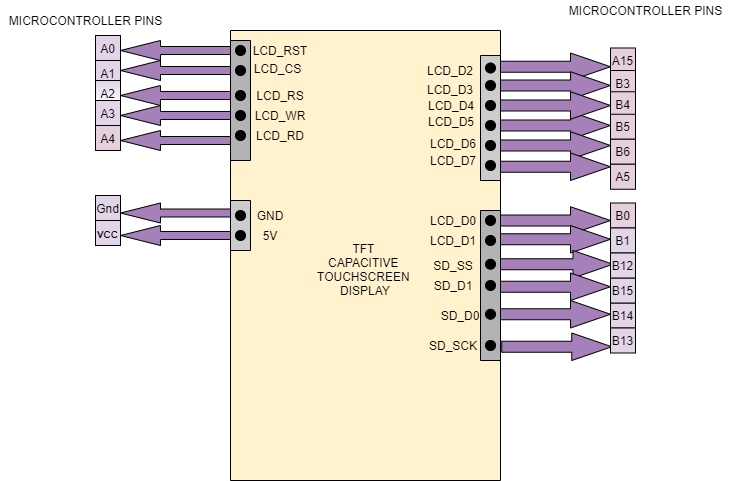 MICROCONTROLLER PINS
MICROCONTROLLER PINS
A0
A1
A2
A3
A4
LCD_RST
LCD_CS
LCD_RS
LCD_WR
LCD_RD
Gnd
vcc
GND
5V
TFT
CAPACITIVE
TOUCHSCREEN
DISPLAY
LCD_D2
LCD_D3
LCD_D4
LCD_D5
LCD_D6
LCD_D7
A15
B3
B4
B5
B6
A5
LCD_D0
LCD_D1
SD_SS
SD_D1
SD_D0
SD_SCK
B0
B1
B12
B15
B14
B13